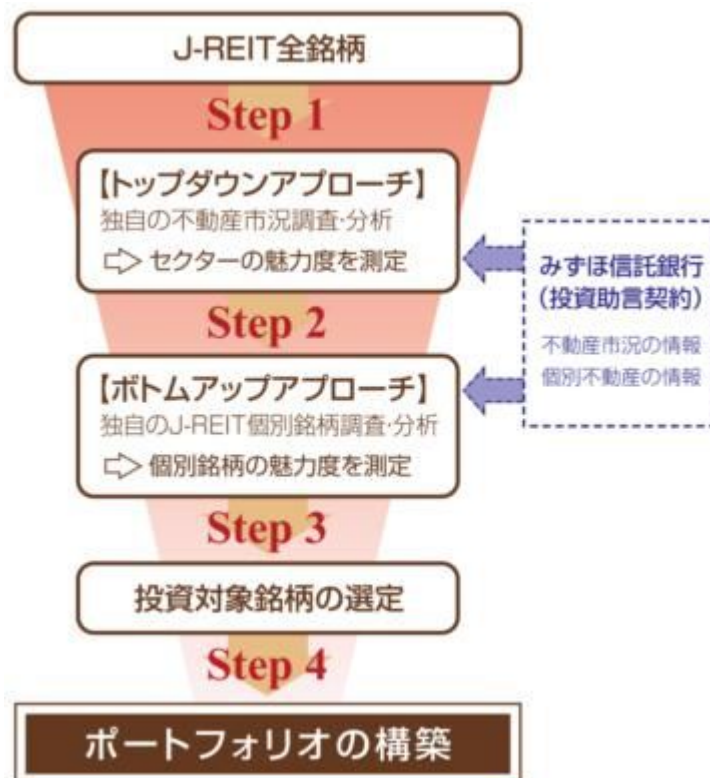 J-REIT全銘柄
Step 1
【トップダウンアプローチ】
独自の不動産市況調査・分析
⇨ セクターの魅力度を測定
みずほ信託銀行
(投資助言契約)
不動産市況の情報
個別不動産の情報
Step 2
【ボトムアップアプローチ】
独自のJ-REIT個別銘柄調査・分析
⇨ 個別銘柄の魅力度を測定
Step 3
投資対象銘柄の選定
Step 4
ポートフォリオの構築